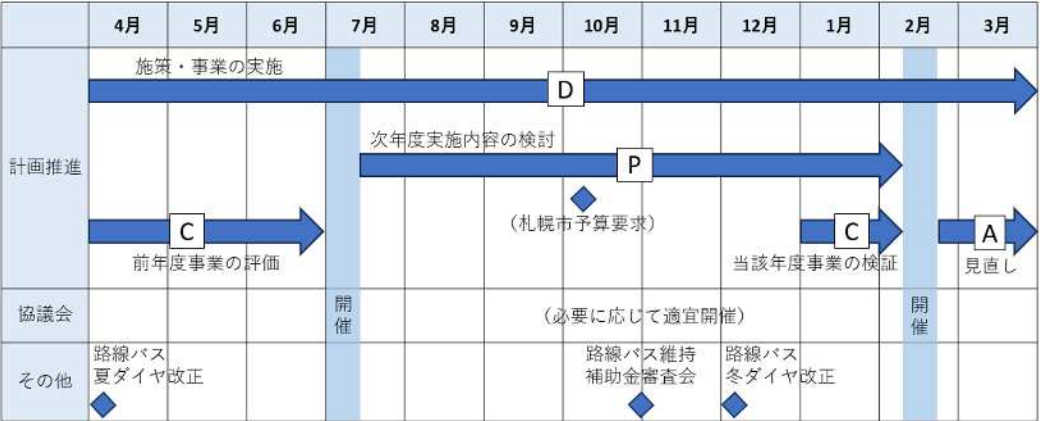 4月 5月 6月 7月 8月 9月 10月 11月 12月 1月 2月 3月
計画推進
施策・事業の実施
D
次年度実施内容の検討
P
（札幌市予算要求）
C
前年度事業の評価
C
当該年度事業の検証
A
見直し
協議会
開
催
（必要に応じて適宜開催）
開
催
その他
路線バス
夏ダイヤ改正
路線バス維持
補助金審査会
路線バス
冬ダイヤ改正